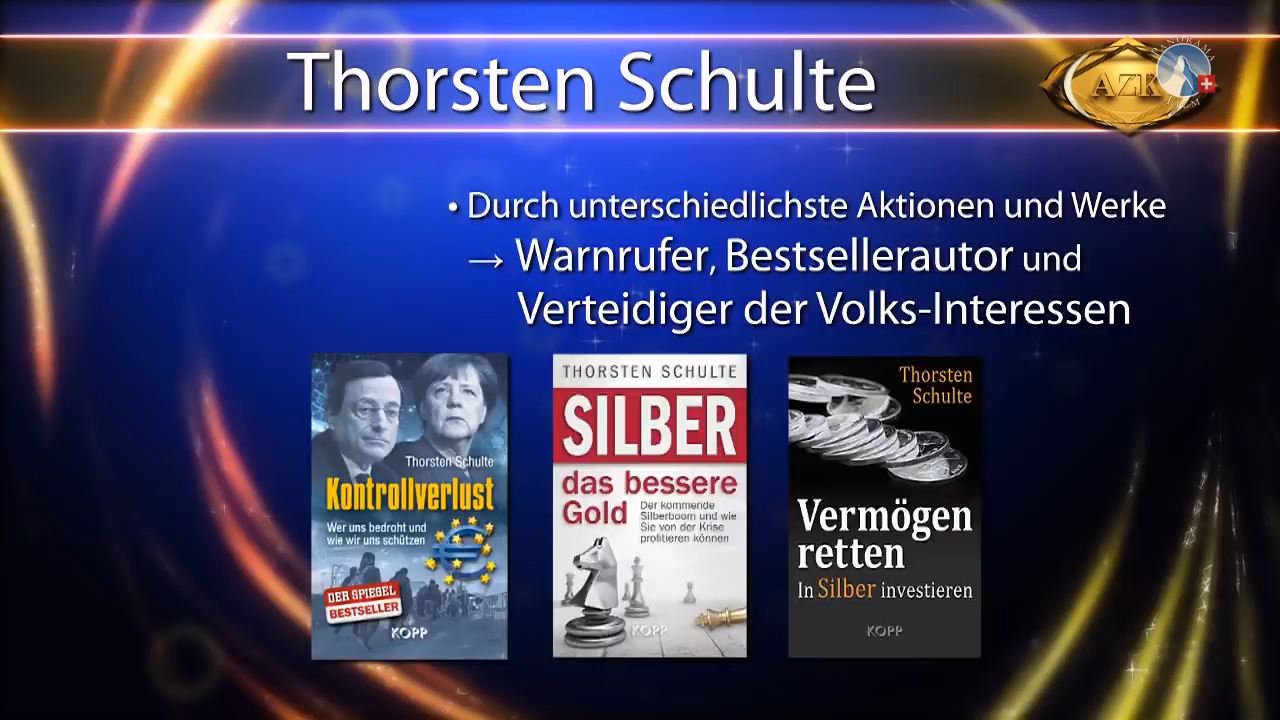 Thorsten Schulte
AZK
PANORAMA
FILM
• Durch unterschiedlichste Aktionen und Werke
→ Warnrufer, Bestsellerautor und
Verteidiger der Volks-Interessen
Thorsten Schulte
Kontrollverlust
Wer uns bedroht und
wie wir uns schützen
DER SPIEGEL
BESTSELLER
KOPP
THORSTEN SCHULTE
SILBER
das bessere
Gold
Der kommende
Silberboom und wie
Sie von der Krise
profitieren können
KOPP
Thorsten
Schulte
Vermögen
retten
In Silber investieren
KOPP